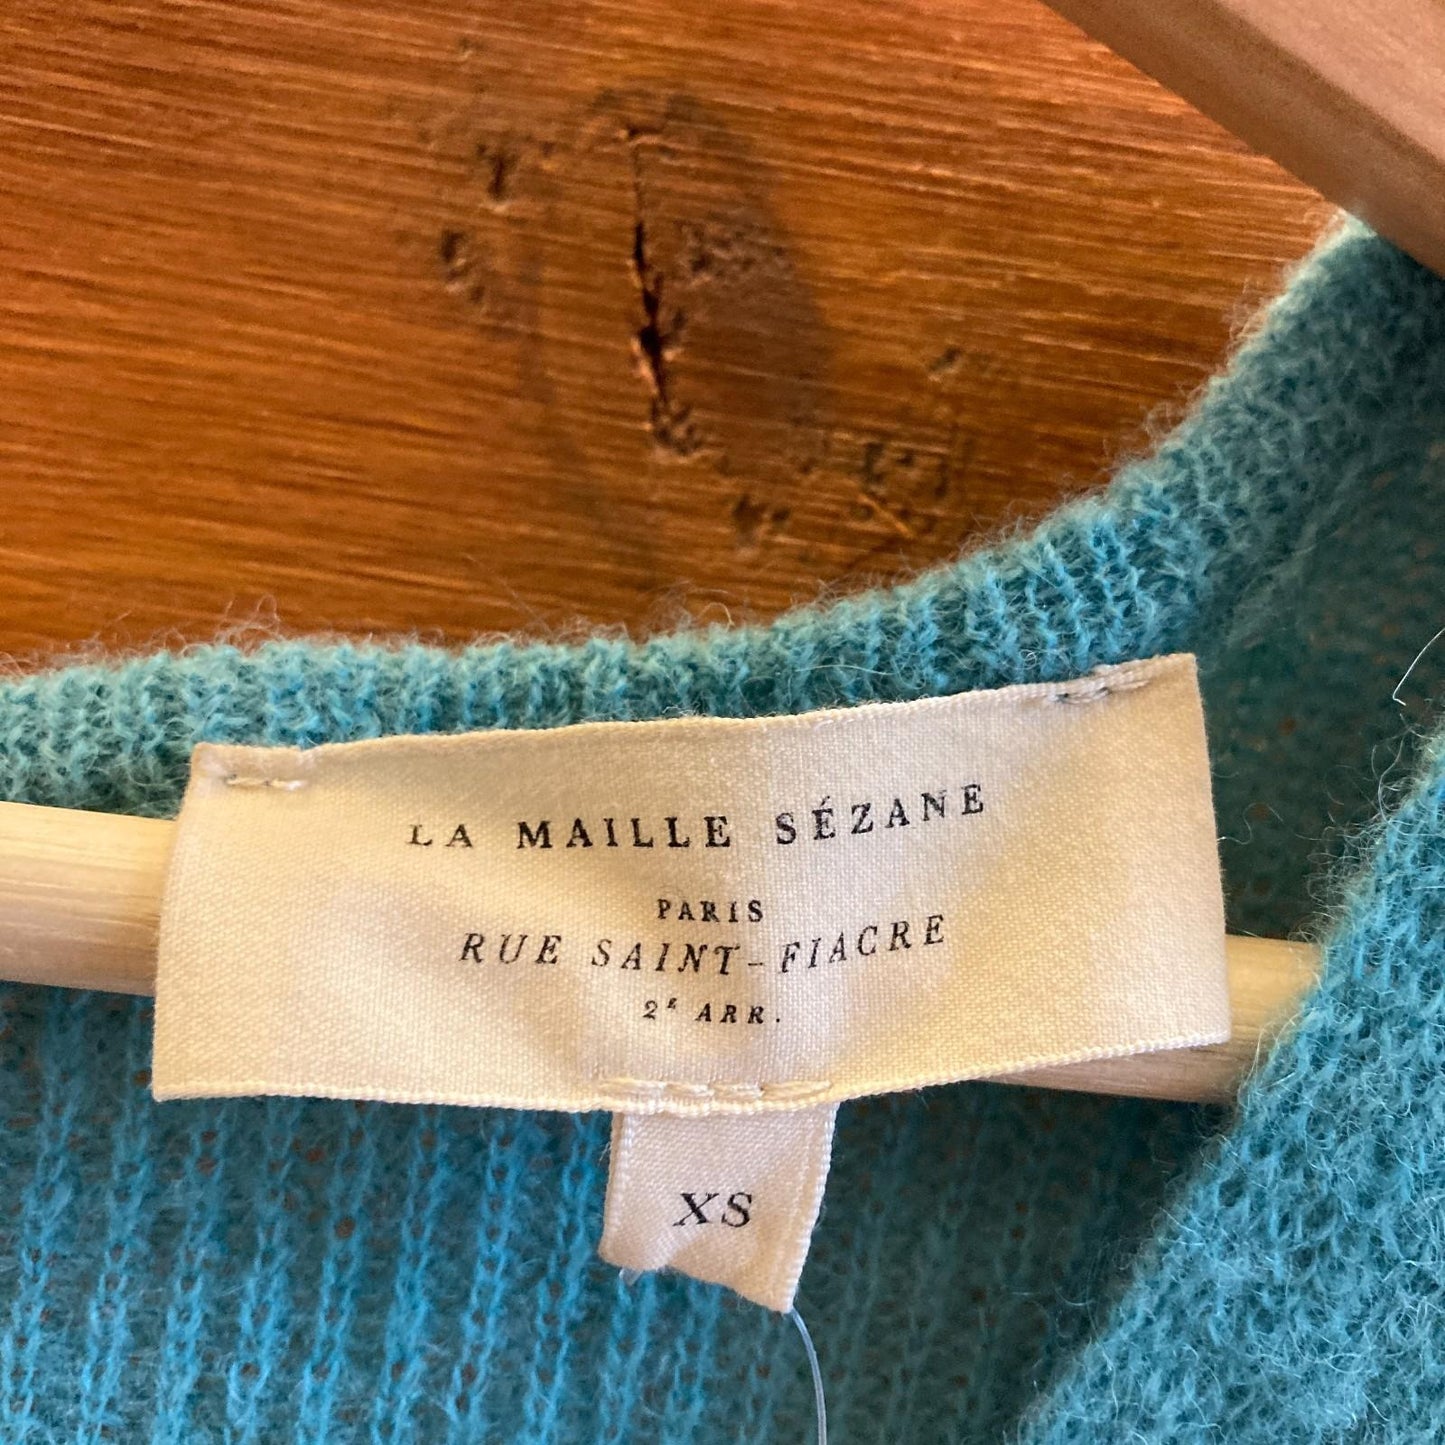 LA MAILLE SÉZANE
PARIS
RUE SAINT-FIACRE
2ᴱ ARR.
XS